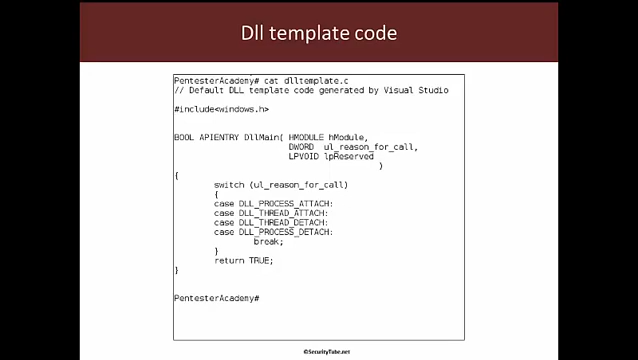 Dll template code
PentesterAcademy# cat dlltemplate.c
// Default DLL template code generated by Visual Studio
#include<windows.h>
BOOL APIENTRY DllMain( HMODULE hModule,
DWORD ul_reason_for_call,
LPVOID lpReserved
)
{
switch (ul_reason_for_call)
{
case DLL_PROCESS_ATTACH:
case DLL_THREAD_ATTACH:
case DLL_THREAD_DETACH:
case DLL_PROCESS_DETACH:
break;
}
return TRUE;
}
PentesterAcademy#
©SecurityTube.net